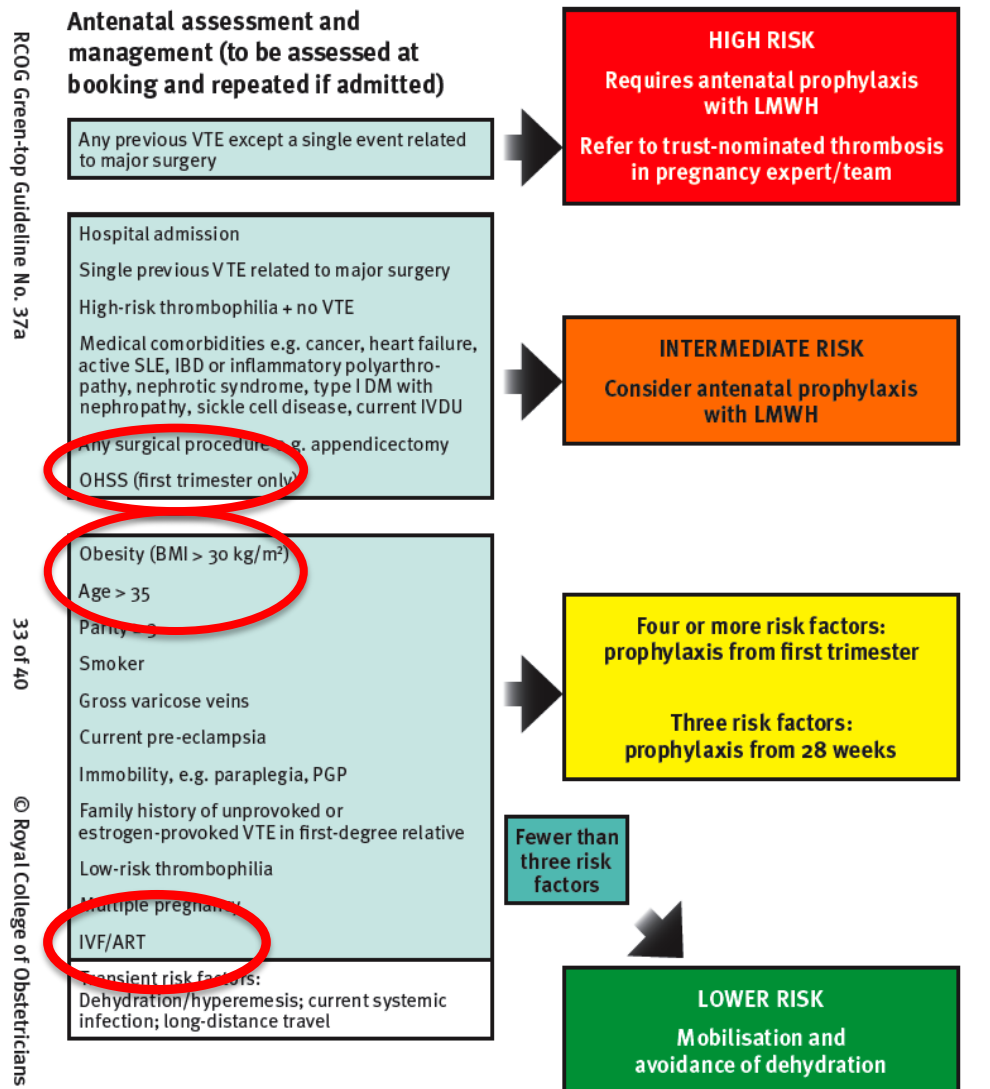 RCOG Green-top Guideline No. 37a
33 of 40
© Royal College of Obstetricians
Antenatal assessment and
management (to be assessed at
booking and repeated if admitted)
Any previous VTE except a single event related
to major surgery
HIGH RISK
Requires antenatal prophylaxis
with LMWH
Refer to trust-nominated thrombosis
in pregnancy expert/team
Hospital admission
Single previous VTE related to major surgery
High-risk thrombophilia + no VTE
Medical comorbidities e.g. cancer, heart failure,
active SLE, IBD or inflammatory polyarthro-
pathy, nephrotic syndrome, type I DM with
nephropathy, sickle cell disease, current IVDU
Any surgical procedure e.g. appendicectomy
OHSS (first trimester only)
INTERMEDIATE RISK
Consider antenatal prophylaxis
with LMWH
Obesity (BMI > 30 kg/m²)
Age > 35
Parity
Smoker
Gross varicose veins
Current pre-eclampsia
Immobility, e.g. paraplegia, PGP
Family history of unprovoked or
estrogen-provoked VTE in first-degree relative
Low-risk thrombophilia
Multiple pregnancy
IVF/ART
Transient risk factors:
Dehydration/hyperemesis; current systemic
infection; long-distance travel
Four or more risk factors:
prophylaxis from first trimester
Three risk factors:
prophylaxis from 28 weeks
Fewer than
three risk
factors
LOWER RISK
Mobilisation and
avoidance of dehydration